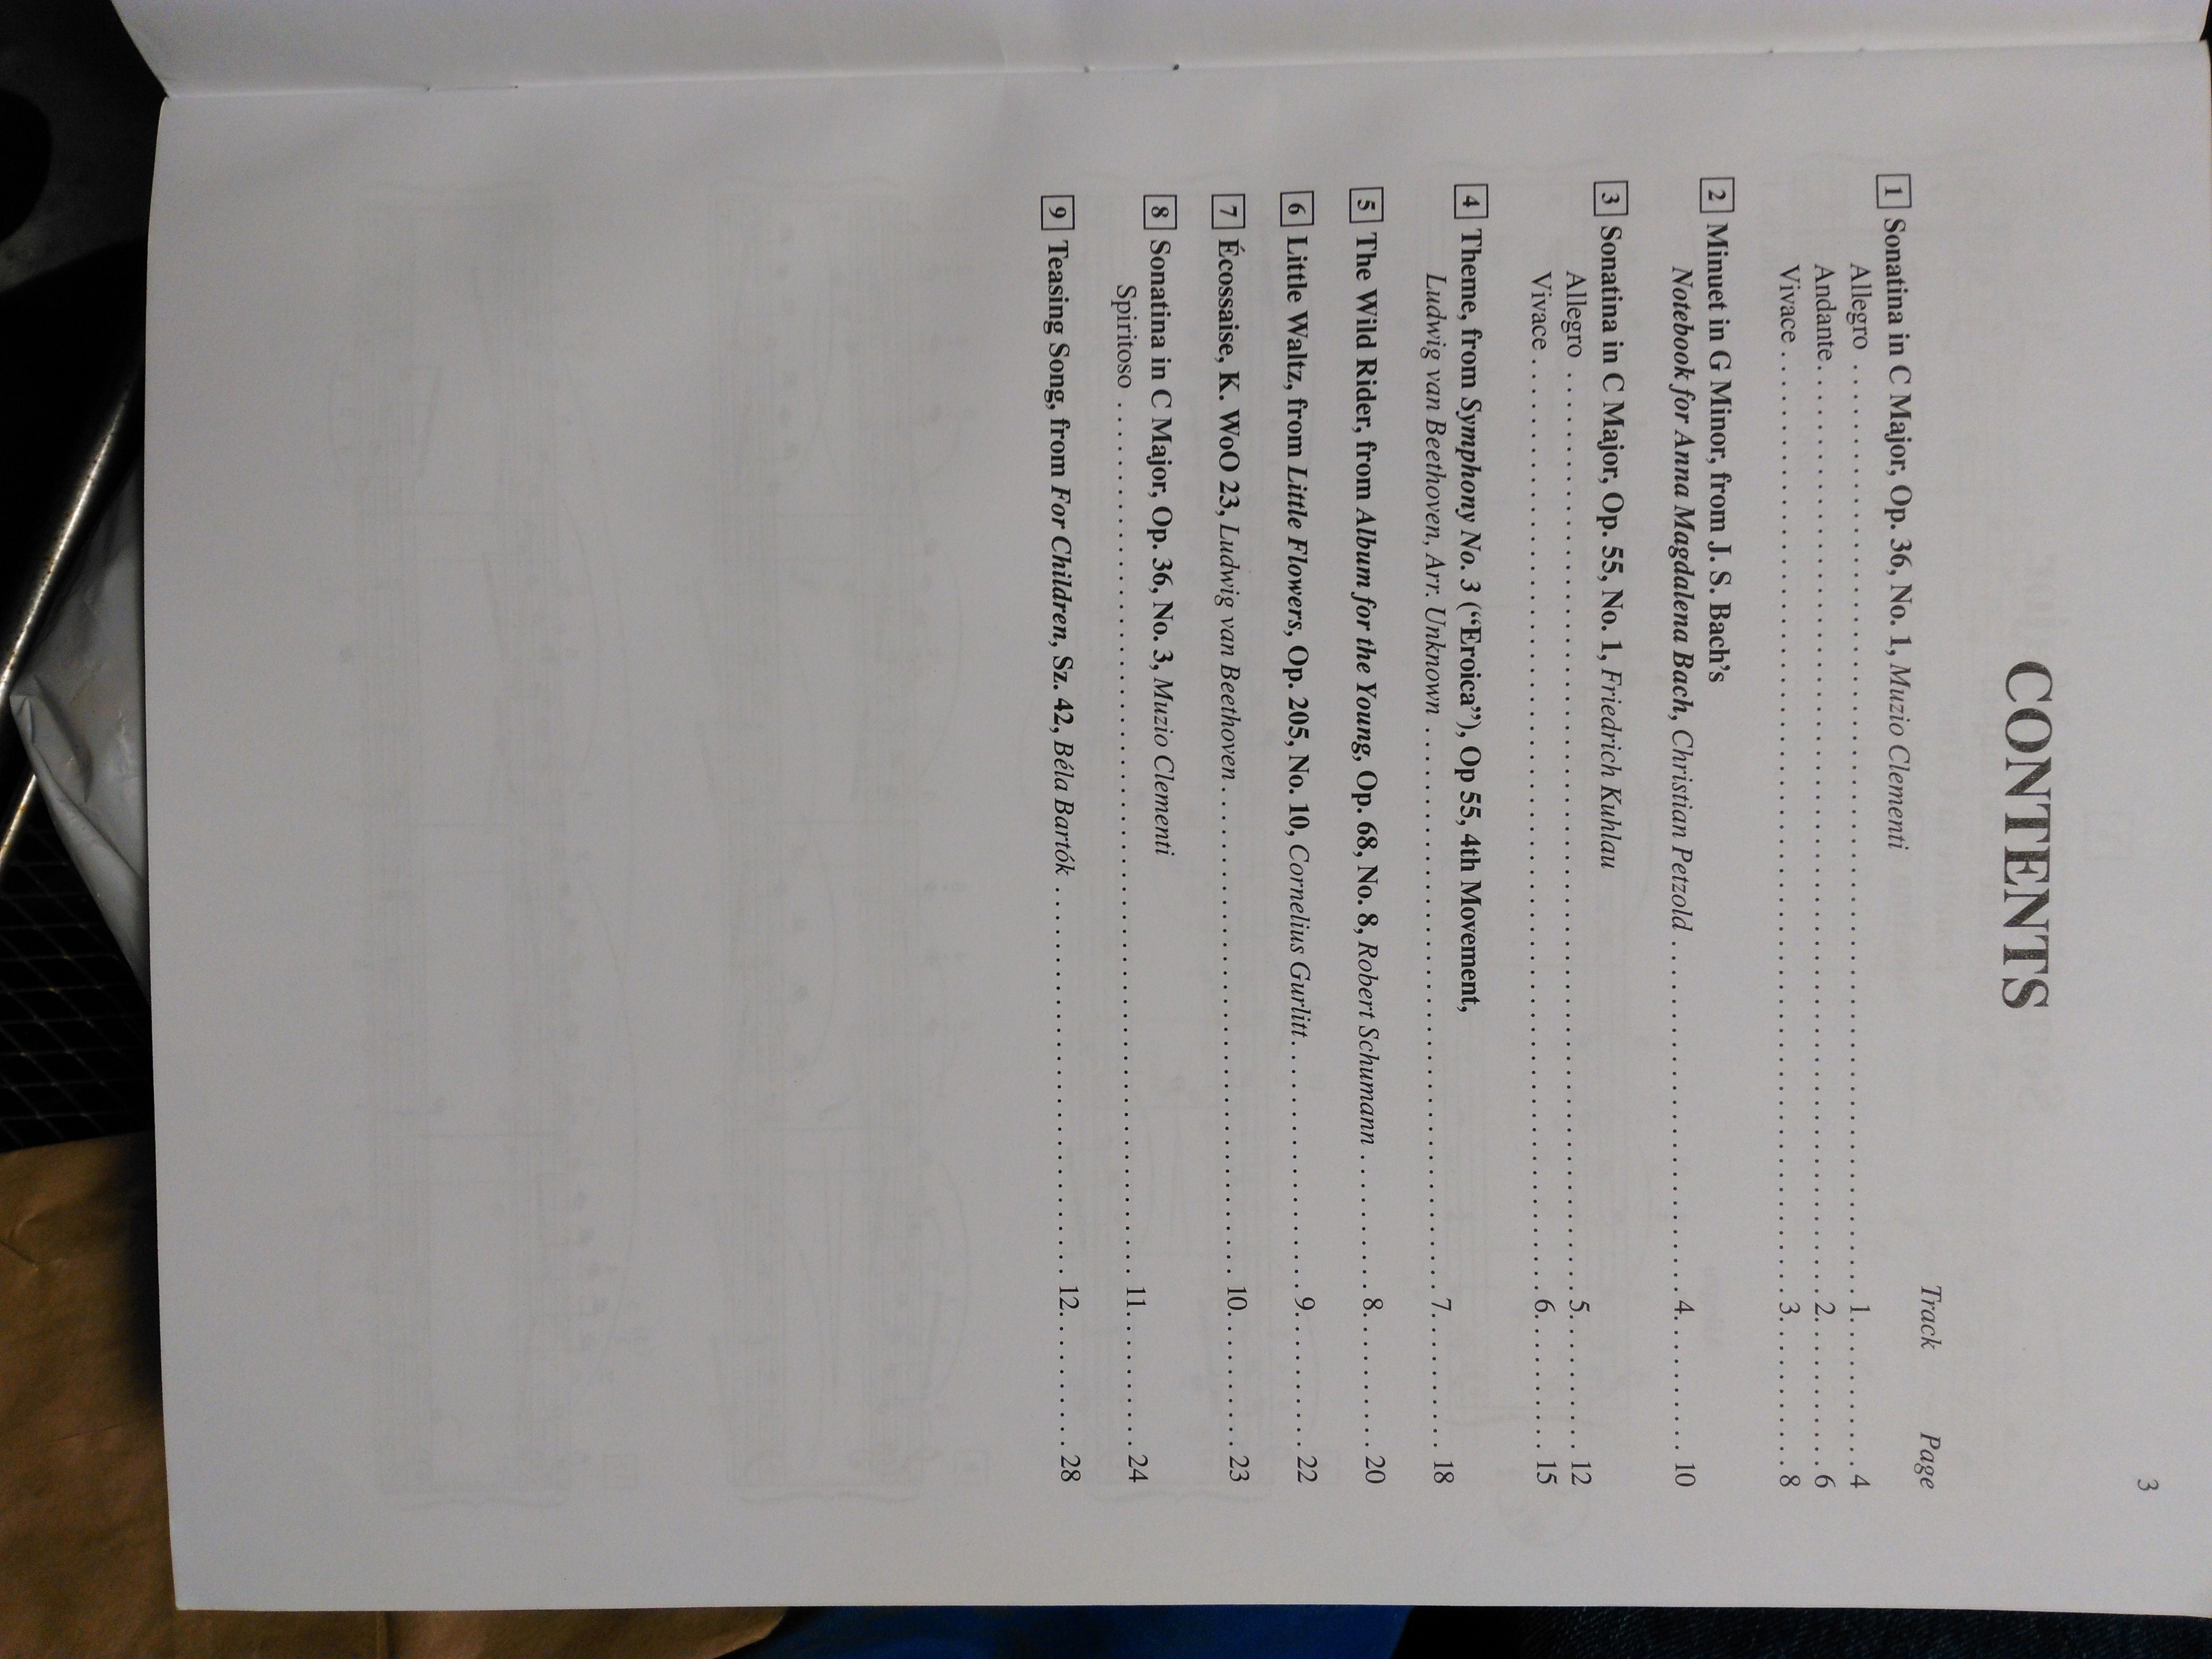 3
CONTENTS
Track Page
1 Sonatina in C Major, Op. 36, No. 1, Muzio Clementi
Allegro . . . . . . . . . . 1 . . . . . . . . . . 4
Andante . . . . . . . . . . 2 . . . . . . . . . . 6
Vivace . . . . . . . . . . 3 . . . . . . . . . . 8
2 Minuet in G Minor, from J. S. Bach’s
Notebook for Anna Magdalena Bach, Christian Petzold . . . . . . . . . . 4 . . . . . . . . . . 10
3 Sonatina in C Major, Op. 55, No. 1, Friedrich Kuhlau
Allegro . . . . . . . . . . 5 . . . . . . . . . . 12
Vivace . . . . . . . . . . 6 . . . . . . . . . . 15
4 Theme, from Symphony No. 3 (“Eroica”), Op 55, 4th Movement,
Ludwig van Beethoven, Arr. Unknown . . . . . . . . . . 7 . . . . . . . . . . 18
5 The Wild Rider, from Album for the Young, Op. 68, No. 8, Robert Schumann . . . . . . . . . . 8 . . . . . . . . . . 20
6 Little Waltz, from Little Flowers, Op. 205, No. 10, Cornelius Gurlitt . . . . . . . . . . 9 . . . . . . . . . . 22
7 Écossaise, K. WoO 23, Ludwig van Beethoven . . . . . . . . . . 10 . . . . . . . . . . 23
8 Sonatina in C Major, Op. 36, No. 3, Muzio Clementi
Spiritoso . . . . . . . . . . 11 . . . . . . . . . . 24
9 Teasing Song, from For Children, Sz. 42, Béla Bartók . . . . . . . . . . 12 . . . . . . . . . . 28